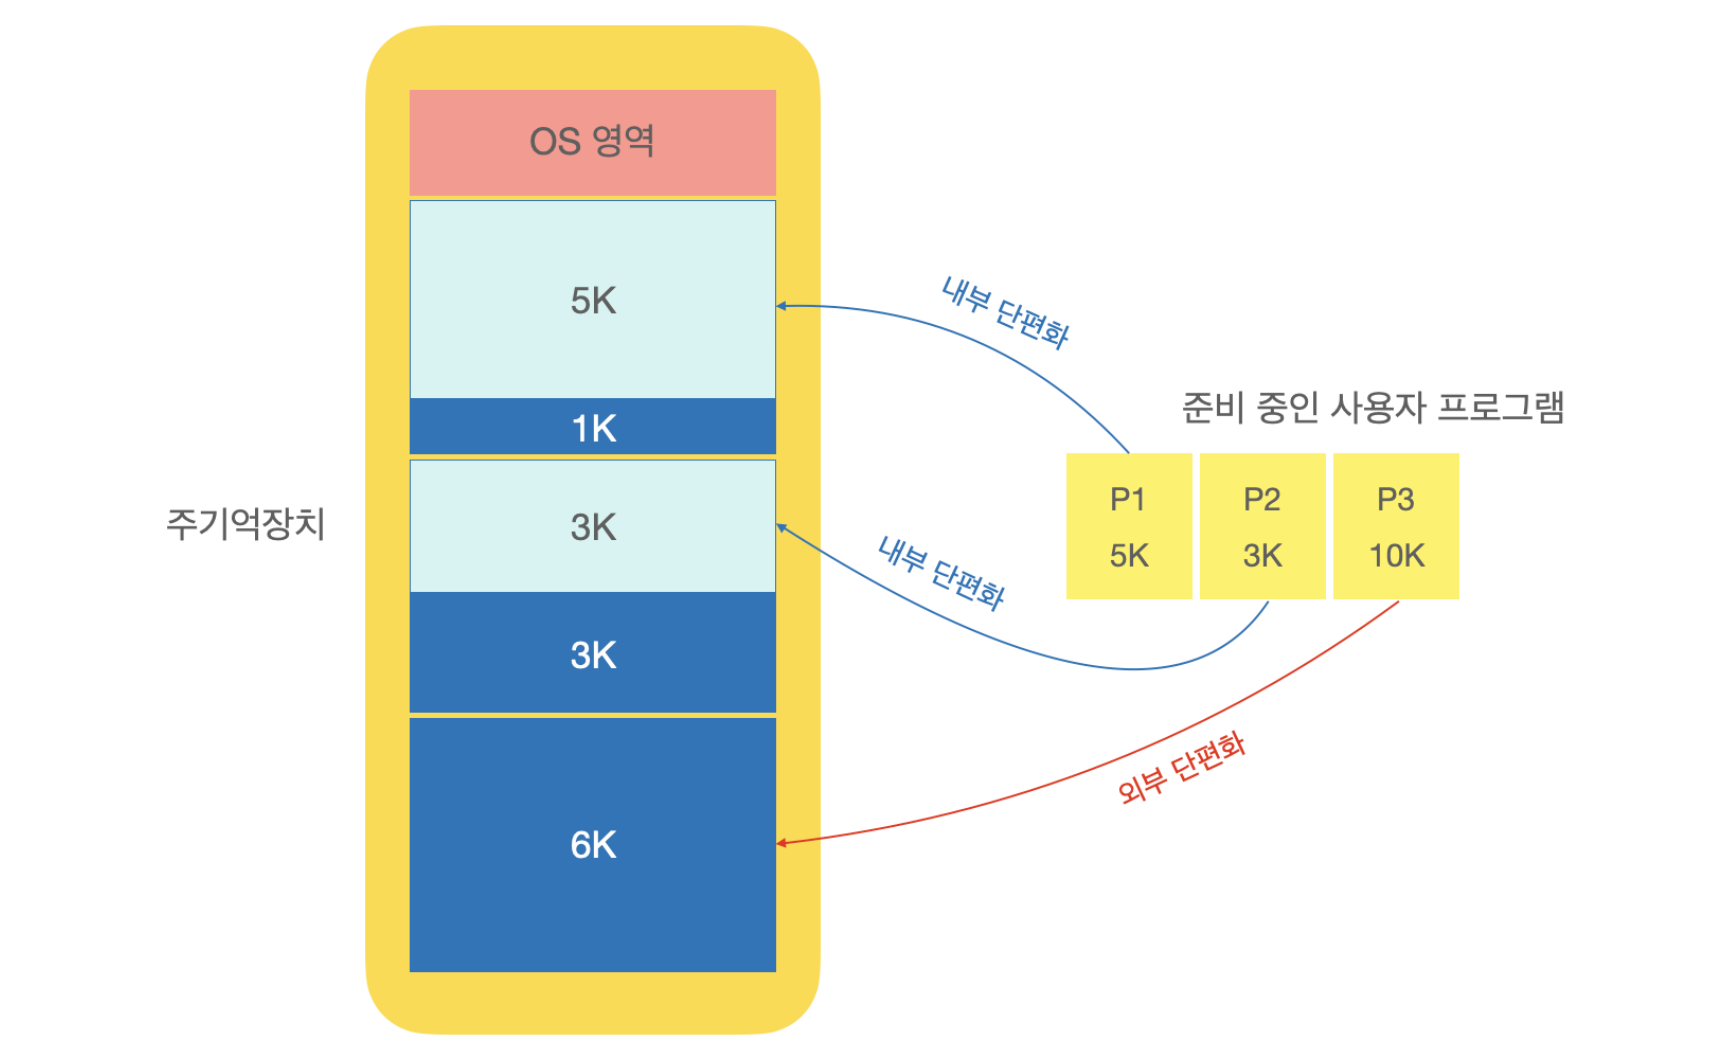 OS 영역
5K
1K
3K
3K
6K
주기억장치
내부 단편화
내부 단편화
외부 단편화
준비 중인 사용자 프로그램
P1
5K
P2
3K
P3
10K